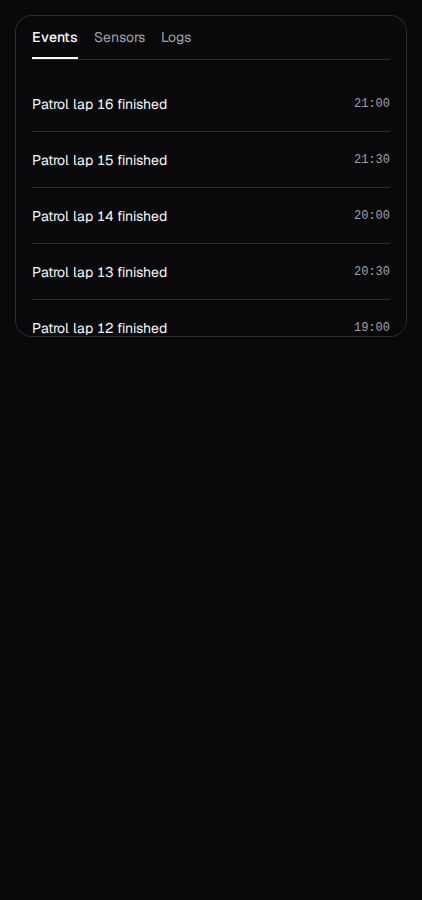 Events Sensors Logs
Patrol lap 16 finished 21:00
Patrol lap 15 finished 21:30
Patrol lap 14 finished 20:00
Patrol lap 13 finished 20:30
Patrol lap 12 finished 19:00